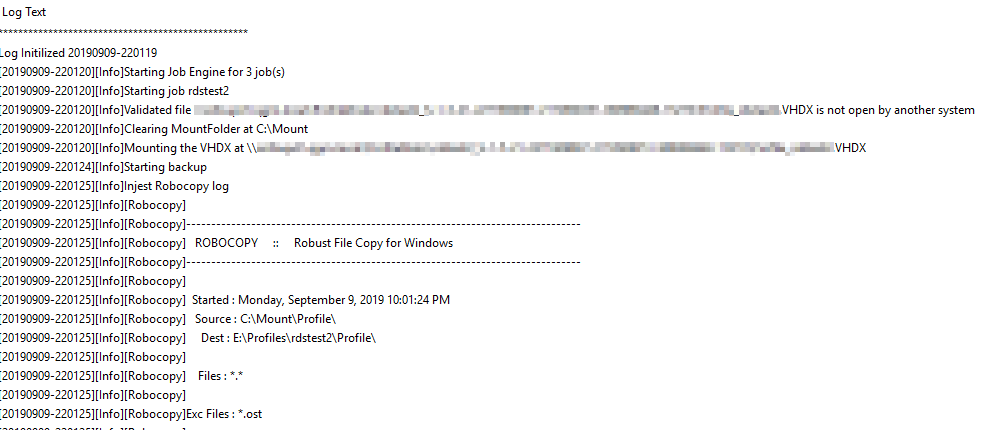 Log Text
**************************************************
Log Initilized 20190909-220119
[20190909-220120][Info]Starting Job Engine for 3 job(s)
[20190909-220120][Info]Starting job rdstest2
[20190909-220120][Info]Validated file .VHDX is not open by another system
[20190909-220120][Info]Clearing MountFolder at C:\Mount
[20190909-220120][Info]Mounting the VHDX at \\ VHDX
[20190909-220124][Info]Starting backup
[20190909-220125][Info]Injest Robocopy log
[20190909-220125][Info][Robocopy]
[20190909-220125][Info][Robocopy]-------------------------------------------------------------------------------
[20190909-220125][Info][Robocopy]   ROBOCOPY     ::     Robust File Copy for Windows
[20190909-220125][Info][Robocopy]-------------------------------------------------------------------------------
[20190909-220125][Info][Robocopy]
[20190909-220125][Info][Robocopy]  Started : Monday, September 9, 2019 10:01:24 PM
[20190909-220125][Info][Robocopy]   Source : C:\Mount\Profile\
[20190909-220125][Info][Robocopy]     Dest : E:\Profiles\rdstest2\Profile\
[20190909-220125][Info][Robocopy]
[20190909-220125][Info][Robocopy]    Files : *.*
[20190909-220125][Info][Robocopy]
[20190909-220125][Info][Robocopy]Exc Files : *.ost